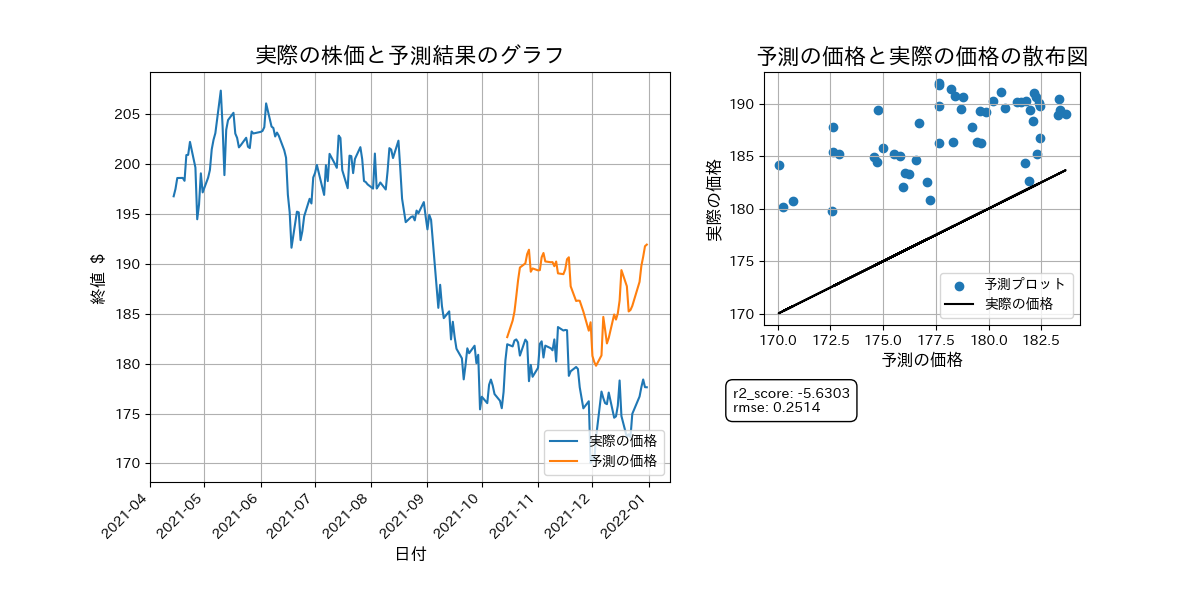 実際の株価と予測結果のグラフ
終値 $
205
200
195
190
185
180
175
170
2021-04
2021-05
2021-06
2021-07
2021-08
2021-09
2021-10
2021-11
2021-12
2022-01
日付
実際の価格
予測の価格
予測の価格と実際の価格の散布図
実際の価格
190
185
180
175
170
170.0
172.5
175.0
177.5
180.0
182.5
予測の価格
予測プロット
実際の価格
r2_score: -5.6303
rmse: 0.2514